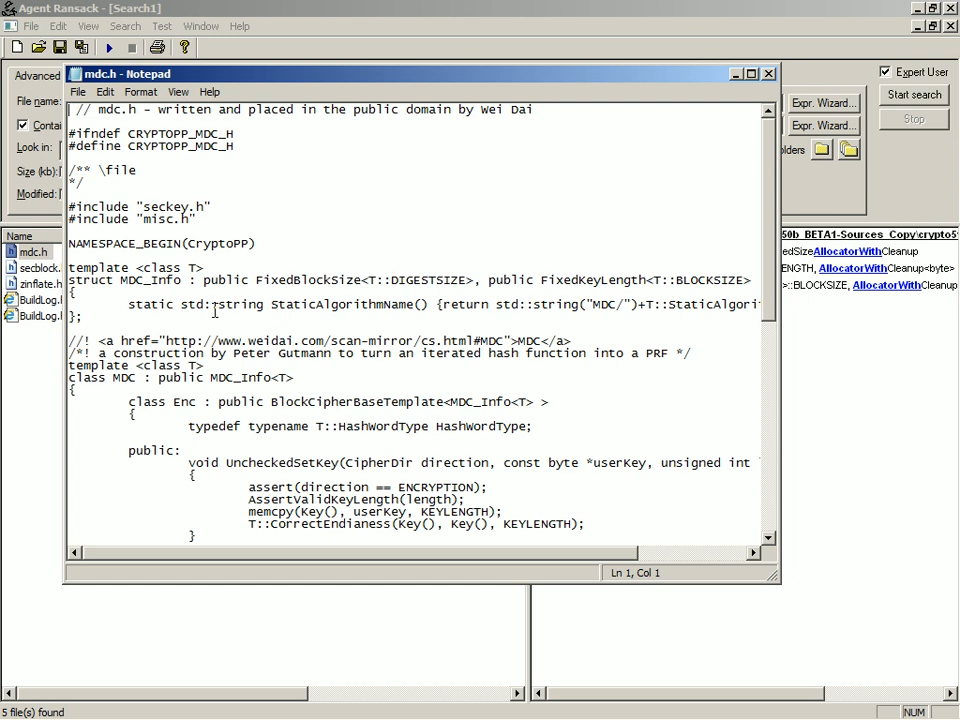 Agent Ransack - [Search1]
File Edit View Search Test Window Help
Advanced
Expert User
File name:
Expr. Wizard...
Start search
Contai
Expr. Wizard...
Stop
Look in:
olders
Size (kb):
Modified:
mdc.h - Notepad
File Edit Format View Help
// mdc.h - written and placed in the public domain by Wei Dai
#ifndef CRYPTOPP_MDC_H
#define CRYPTOPP_MDC_H
/** \file
*/
#include "seckey.h"
#include "misc.h"
NAMESPACE_BEGIN(CryptoPP)
template <class T>
struct MDC_Info : public FixedBlockSize<T::DIGESTSIZE>, public FixedKeyLength<T::BLOCKSIZE>
{
static std::string StaticAlgorithmName() {return std::string("MDC/")+T::StaticAlgorit
};
//! <a href="http://www.weidai.com/scan-mirror/cs.html#MDC">MDC</a>
/*! a construction by Peter Gutmann to turn an iterated hash function into a PRF */
template <class T>
class MDC : public MDC_Info<T>
{
class Enc : public BlockCipherBaseTemplate<MDC_Info<T> >
{
typedef typename T::HashWordType HashWordType;
public:
void UncheckedSetKey(CipherDir direction, const byte *userKey, unsigned int
{
assert(direction == ENCRYPTION);
AssertValidKeyLength(length);
memcpy(Key(), userKey, KEYLENGTH);
T::CorrectEndianess(Key(), Key(), KEYLENGTH);
}
Ln 1, Col 1
Name
mdc.h
secblock.
zinflate.h
BuildLog.h
BuildLog.h
50b_BETA1-Sources_Copy\crypto5
edSizeAllocatorWithCleanup
ENGTH, AllocatorWithCleanup<byte>
>::BLOCKSIZE, AllocatorWithCleanup
5 file(s) found
NUM